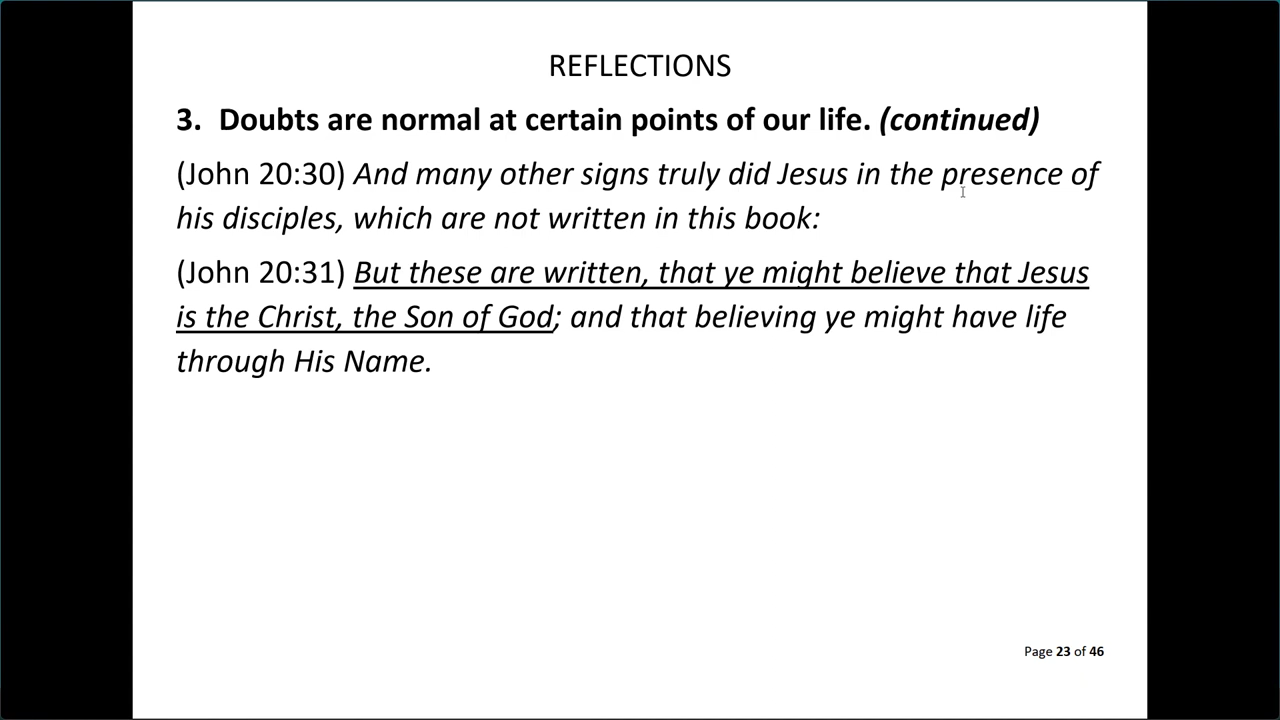 REFLECTIONS
3. Doubts are normal at certain points of our life. (continued)
(John 20:30) And many other signs truly did Jesus in the presence of
his disciples, which are not written in this book:
(John 20:31) But these are written, that ye might believe that Jesus
is the Christ, the Son of God; and that believing ye might have life
through His Name.
Page 23 of 46